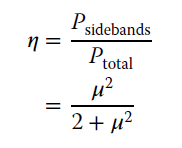 η = P_sidebands / P_total
= μ² / (2 + μ²)